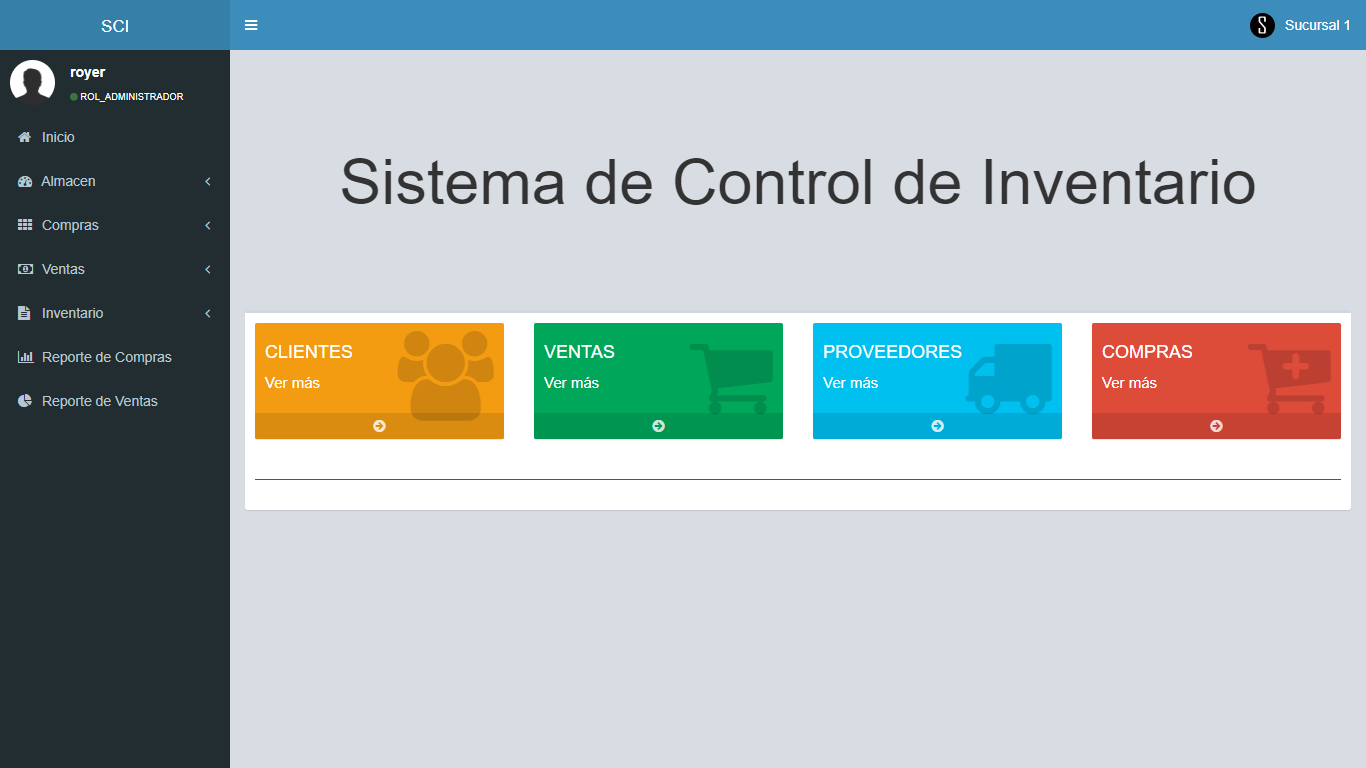 SCI
Sucursal 1
royer
ROL_ADMINISTRADOR
Inicio
Almacen
Compras
Ventas
Inventario
Reporte de Compras
Reporte de Ventas
Sistema de Control de Inventario
CLIENTES
Ver más
VENTAS
Ver más
PROVEEDORES
Ver más
COMPRAS
Ver más